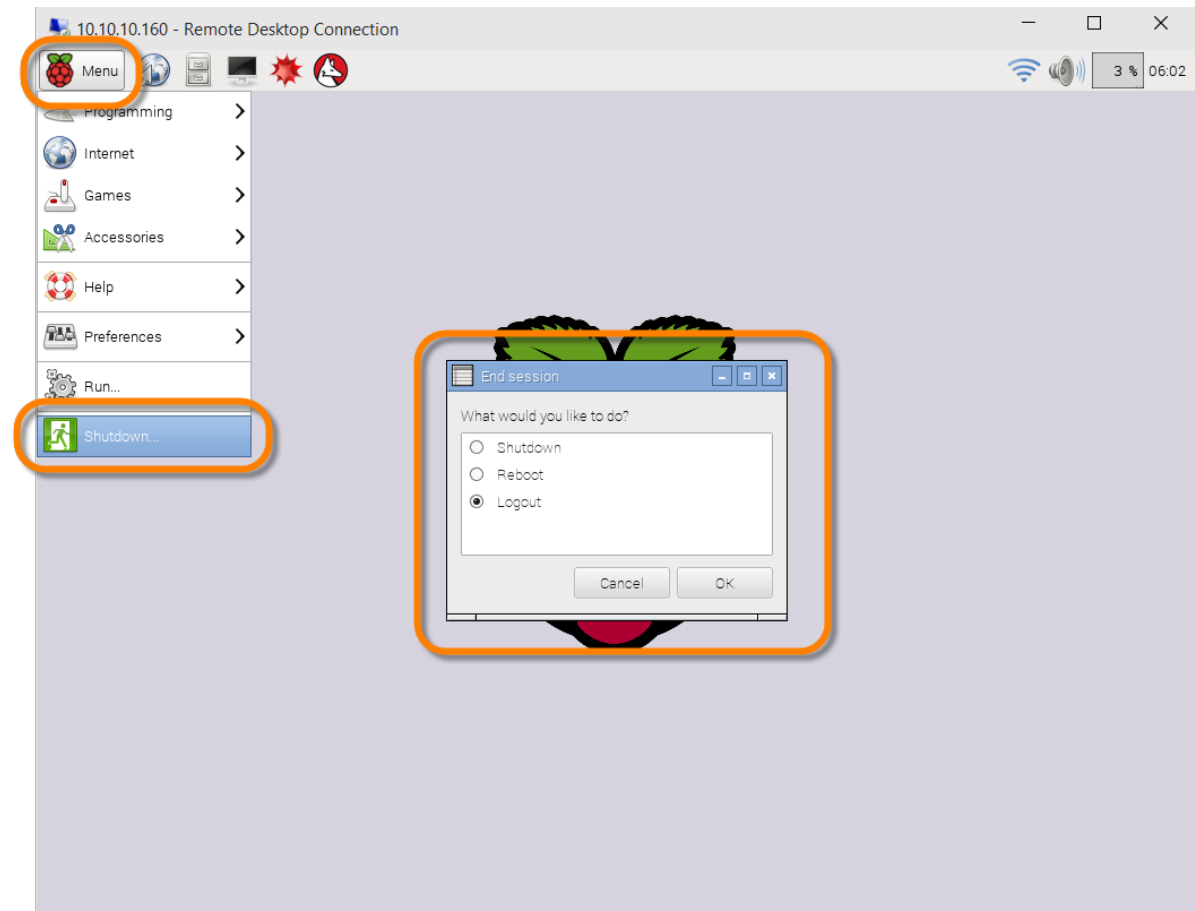 10.10.10.160 - Remote Desktop Connection
Menu
3 % 06:02
Programming
Internet
Games
Accessories
Help
Preferences
Run...
Shutdown...
End session
What would you like to do?
Shutdown
Reboot
Logout
Cancel OK